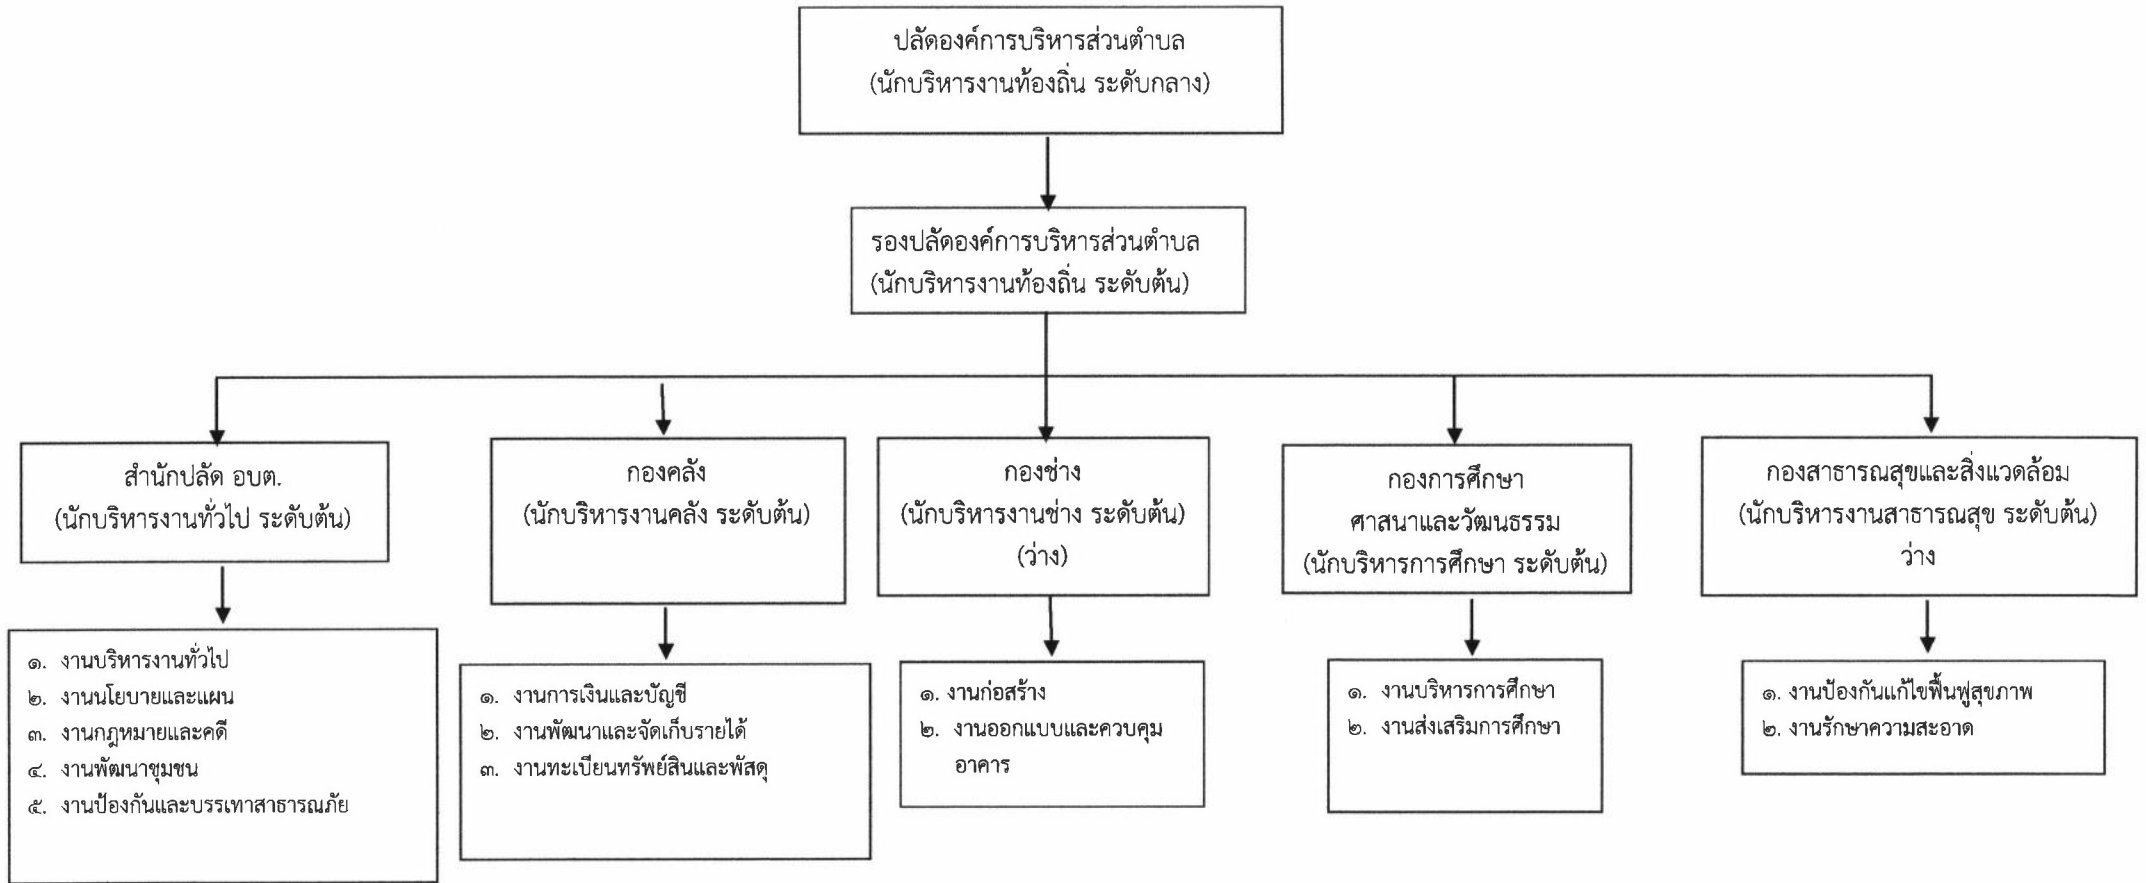 ปลัดองค์การบริหารส่วนตำบล
(นักบริหารงานท้องถิ่น ระดับกลาง)
รองปลัดองค์การบริหารส่วนตำบล
(นักบริหารงานท้องถิ่น ระดับต้น)
สำนักปลัด อบต.
(นักบริหารงานทั่วไป ระดับต้น)
กองคลัง
(นักบริหารงานคลัง ระดับต้น)
กองช่าง
(นักบริหารงานช่าง ระดับต้น)
(ว่าง)
กองการศึกษา
ศาสนาและวัฒนธรรม
(นักบริหารการศึกษา ระดับต้น)
กองสาธารณสุขและสิ่งแวดล้อม
(นักบริหารงานสาธารณสุข ระดับต้น)
ว่าง
๑. งานบริหารงานทั่วไป
๒. งานนโยบายและแผน
๓. งานกฎหมายและคดี
๔. งานพัฒนาชุมชน
๕. งานป้องกันและบรรเทาสาธารณภัย
๑. งานการเงินและบัญชี
๒. งานพัฒนาและจัดเก็บรายได้
๓. งานทะเบียนทรัพย์สินและพัสดุ
๑. งานก่อสร้าง
๒. งานออกแบบและควบคุม
อาคาร
๑. งานบริหารการศึกษา
๒. งานส่งเสริมการศึกษา
๑. งานป้องกันแก้ไขฟื้นฟูสุขภาพ
๒. งานรักษาความสะอาด